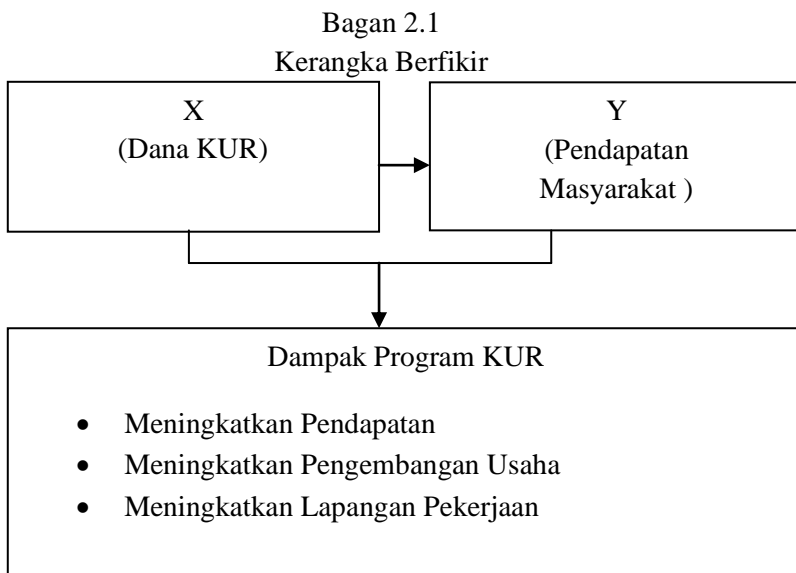 Bagan 2.1
Kerangka Berfikir
X
(Dana KUR)
Y
(Pendapatan
Masyarakat )
Dampak Program KUR
• Meningkatkan Pendapatan
• Meningkatkan Pengembangan Usaha
• Meningkatkan Lapangan Pekerjaan